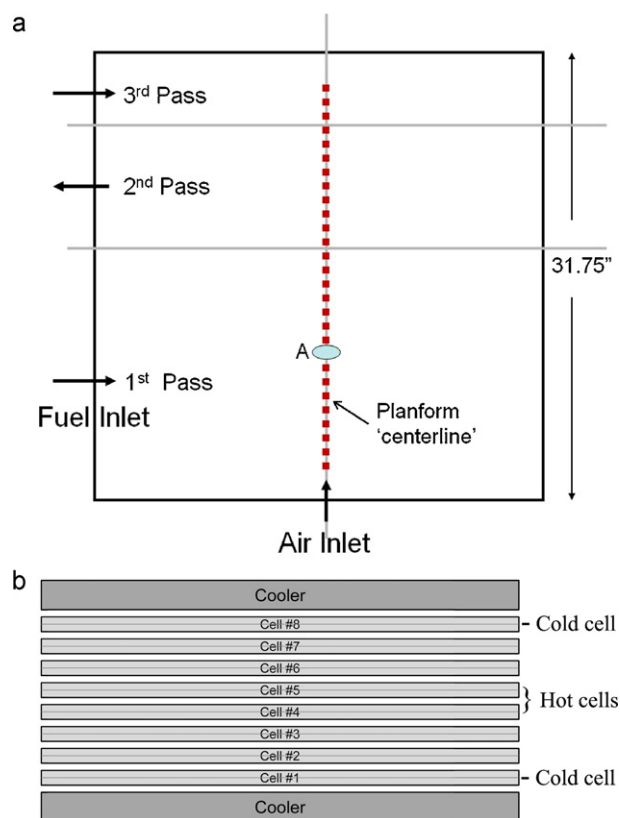 a
3rd Pass
2nd Pass
31.75”
A
1st Pass
Fuel Inlet
Planform
‘centerline’
Air Inlet
b
Cooler
Cell #8
Cold cell
Cell #7
Cell #6
Cell #5
Hot cells
Cell #4
Cell #3
Cell #2
Cell #1
Cold cell
Cooler